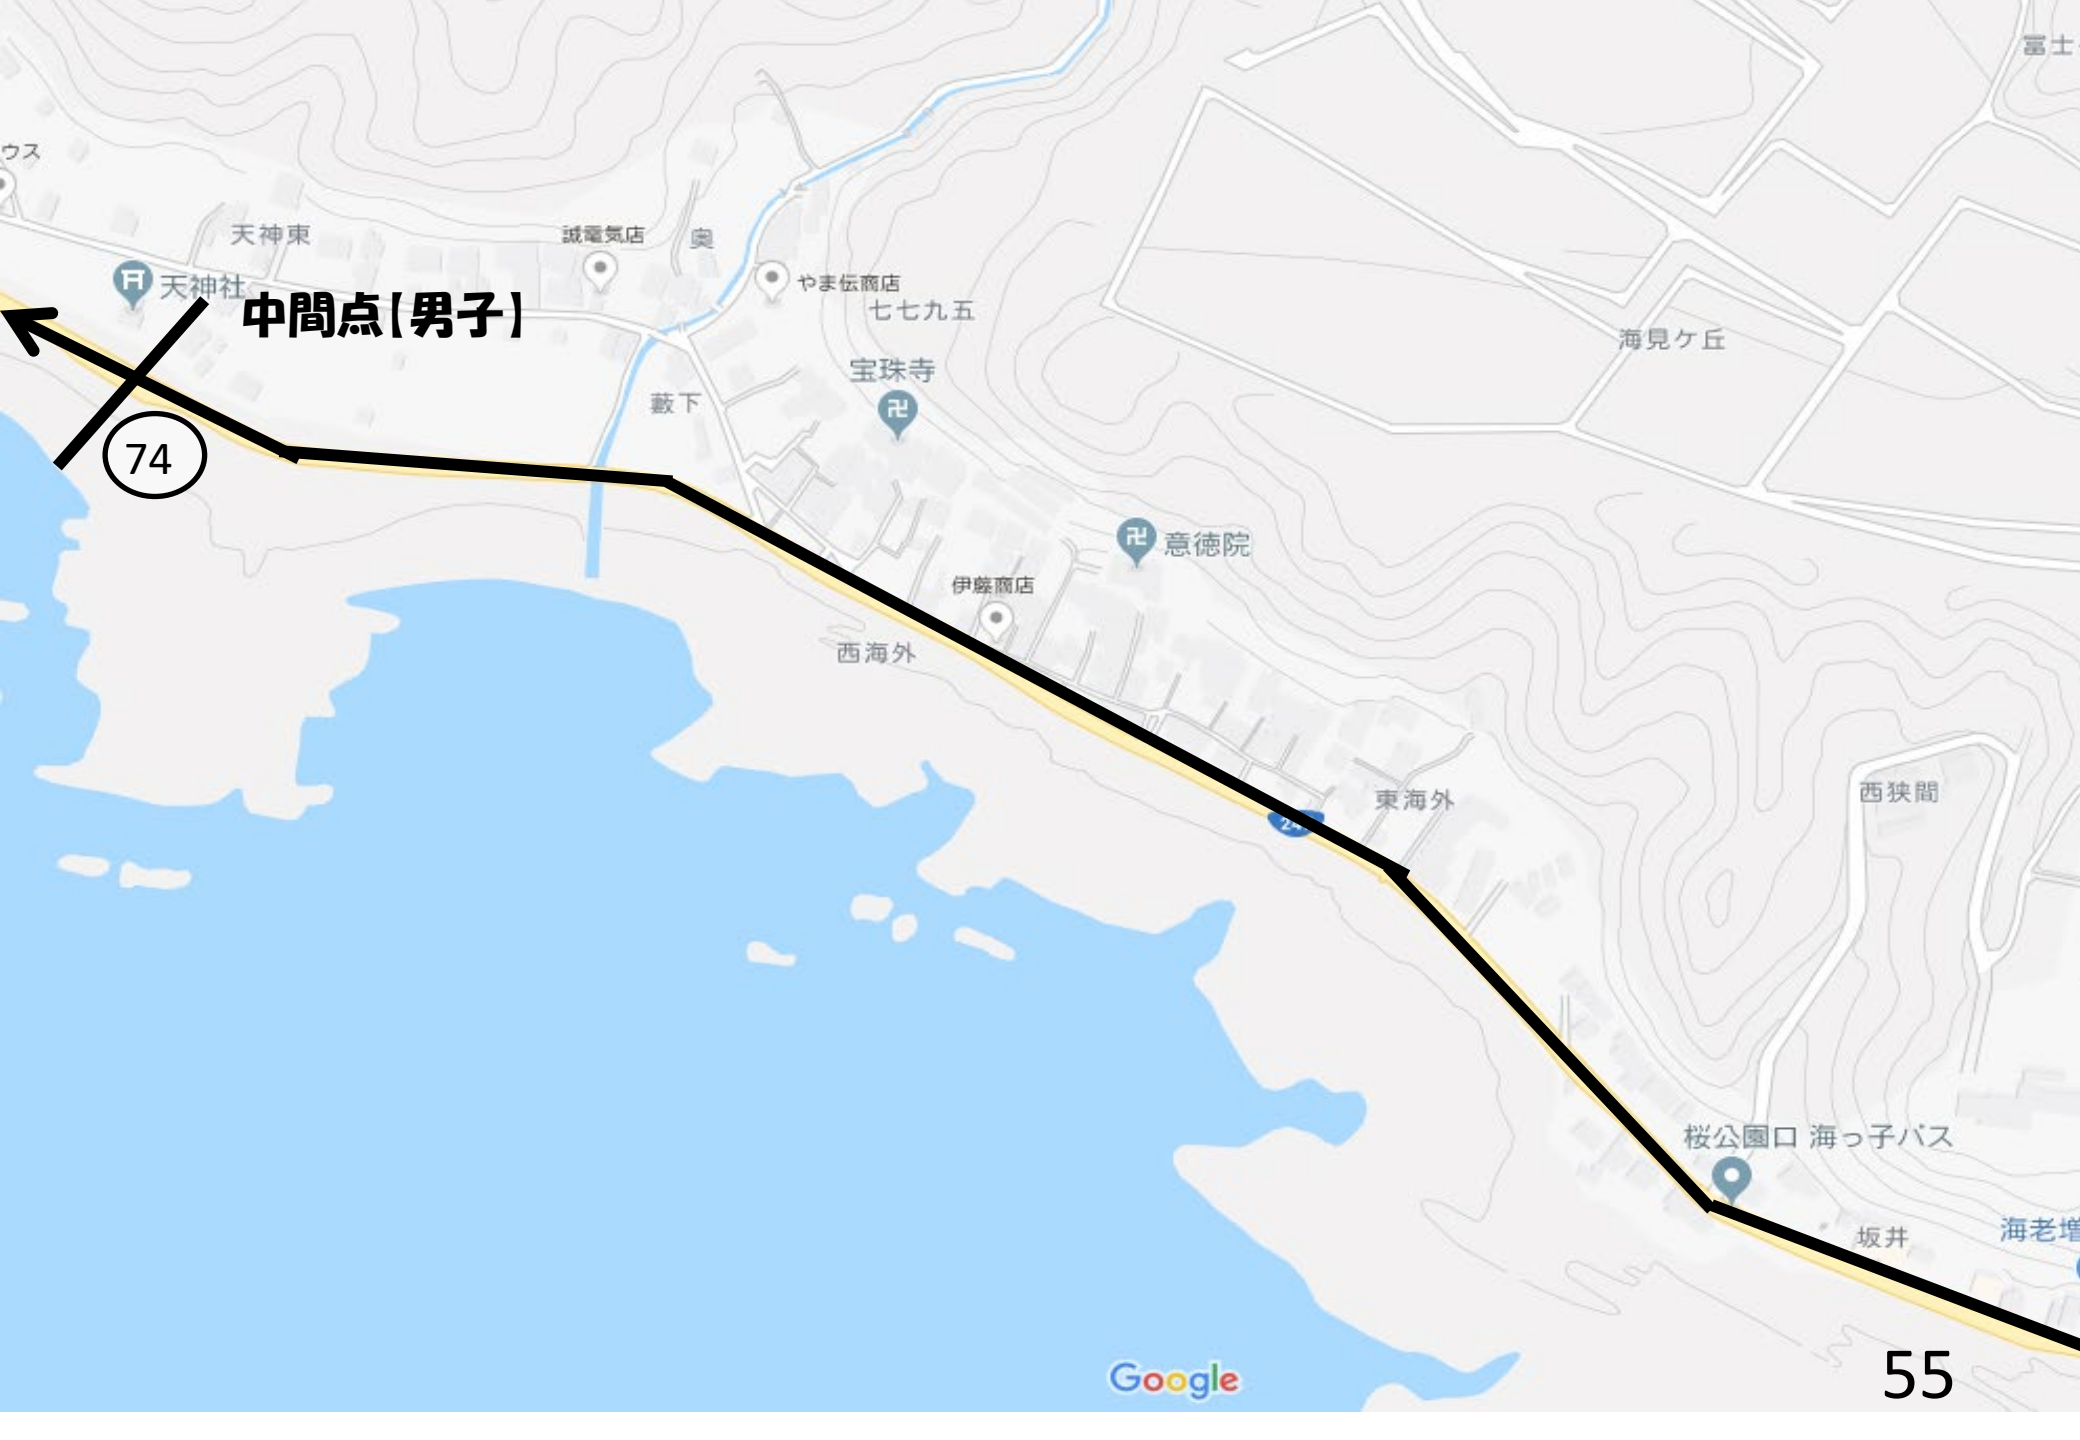 富士
ウス
天神東
誠電気店
奥
天神社
やま伝商店
中間点【男子】
七七九五
海見ケ丘
宝珠寺
藪下
74
意徳院
伊藤商店
西海外
西狭間
東海外
24
桜公園口 海っ子バス
坂井
海老増
Google
55